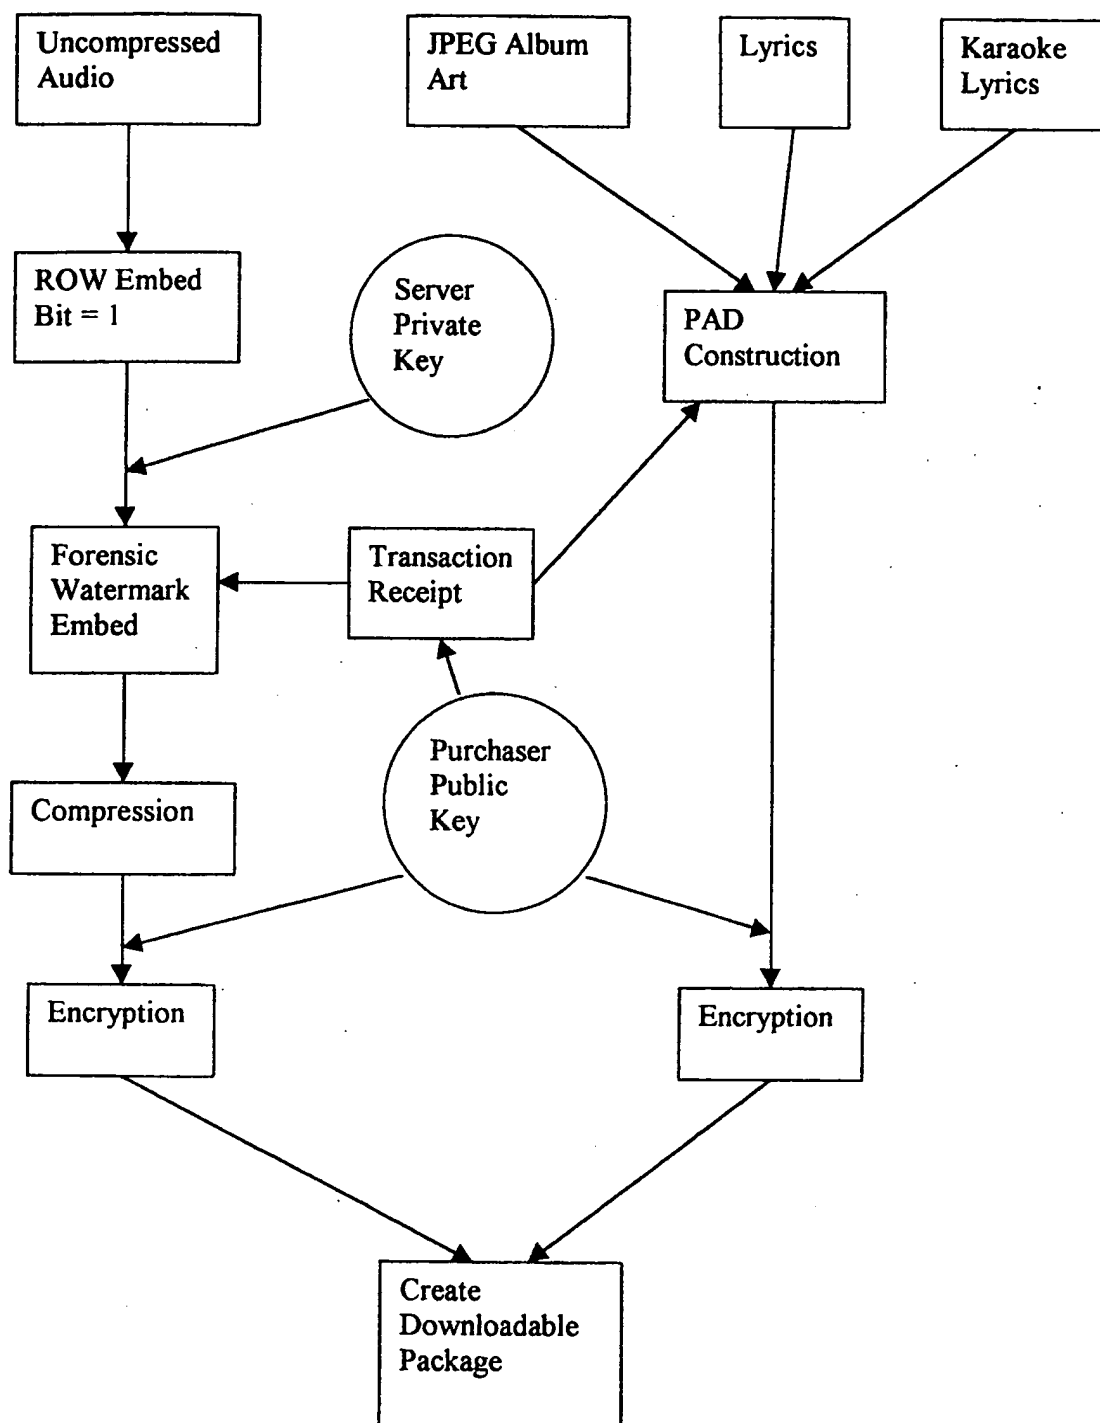 Uncompressed
Audio
JPEG Album
Art
Lyrics
Karaoke
Lyrics
ROW Embed
Bit = 1
Server
Private
Key
PAD
Construction
Forensic
Watermark
Embed
Transaction
Receipt
Purchaser
Public
Key
Compression
Encryption
Encryption
Create
Downloadable
Package